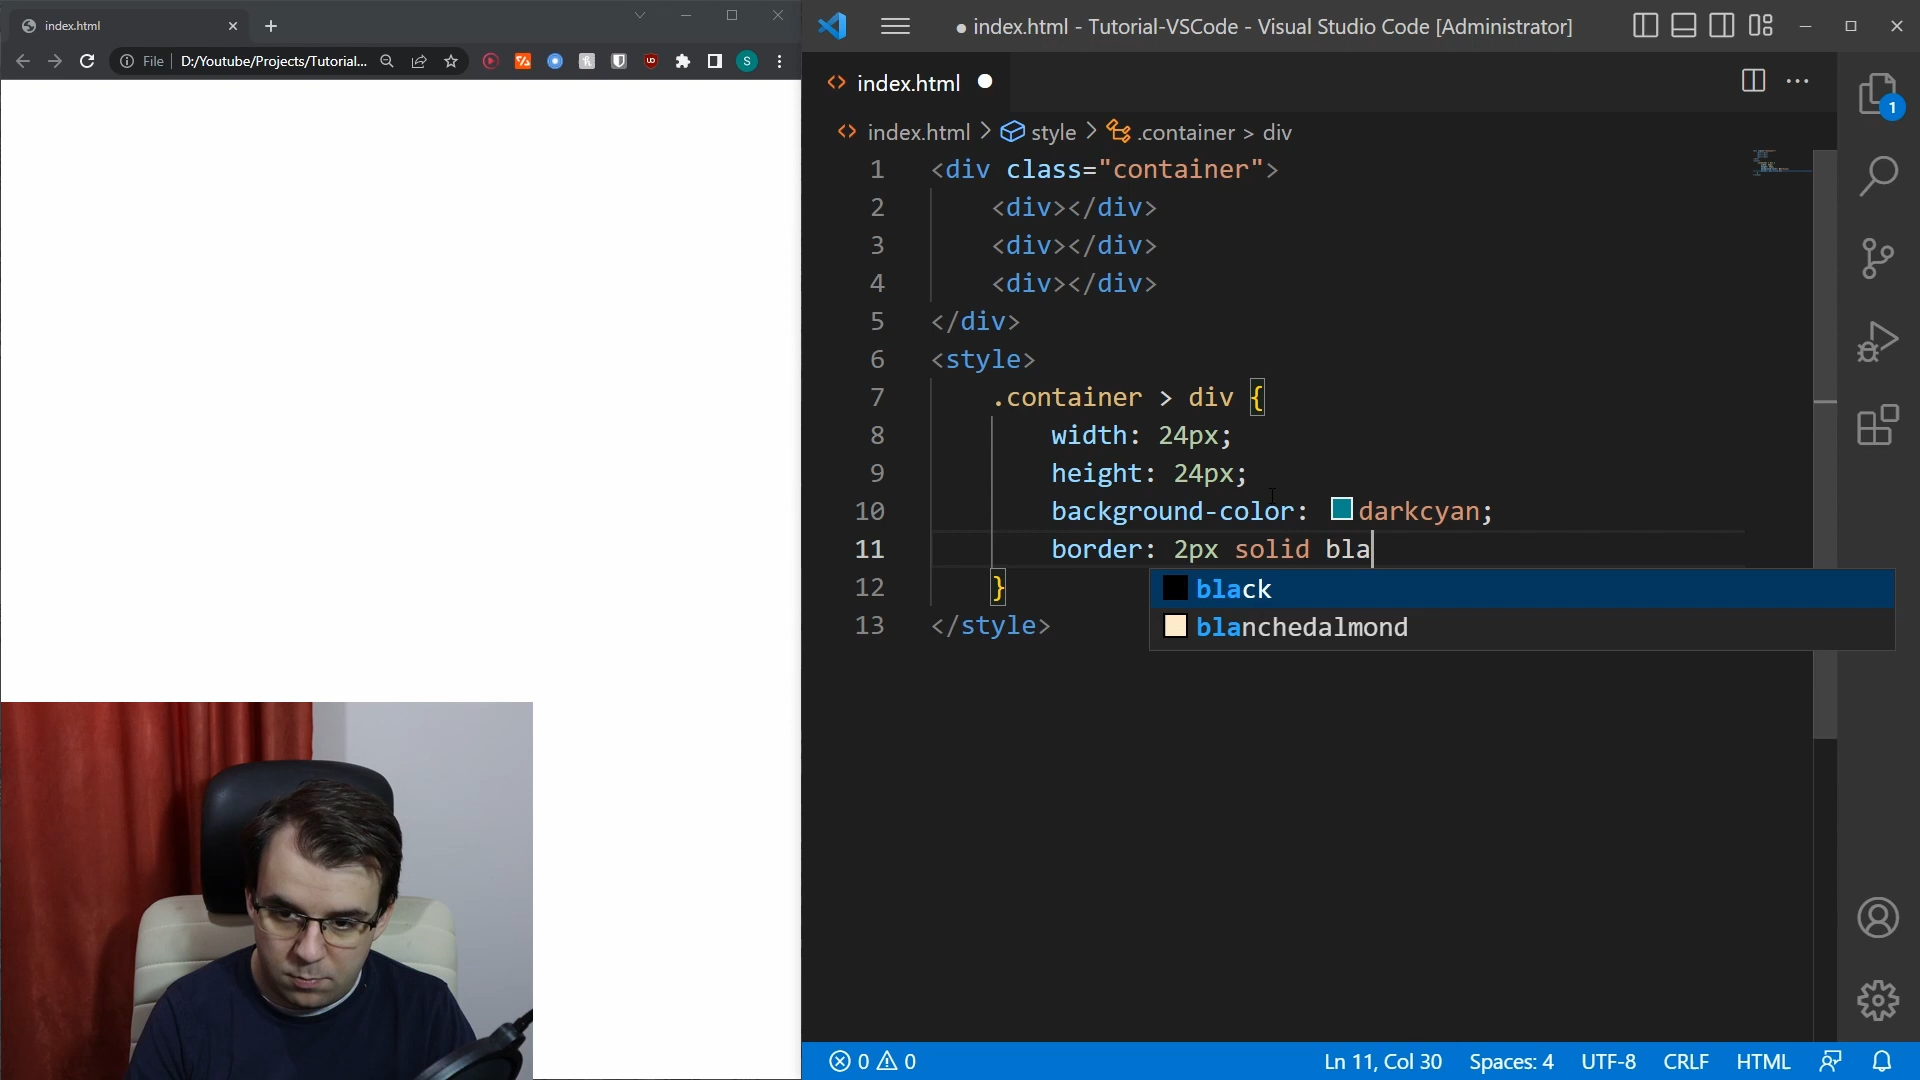 index.html
File
D:/Youtube/Projects/Tutorial...
S
● index.html - Tutorial-VSCode - Visual Studio Code [Administrator]
index.html
index.html > style > .container > div
1 <div class="container">
2 <div></div>
3 <div></div>
4 <div></div>
5 </div>
6 <style>
7 .container > div {
8 width: 24px;
9 height: 24px;
10 background-color: darkcyan;
11 border: 2px solid bla
12 }
13 </style>
black
blanchedalmond
1
0 0
Ln 11, Col 30
Spaces: 4
UTF-8
CRLF
HTML